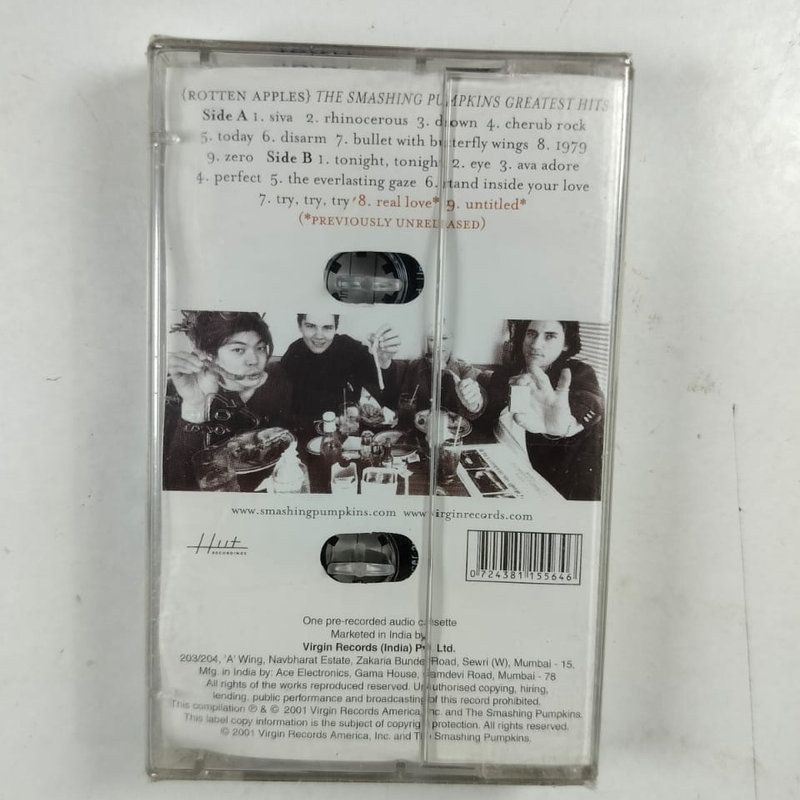 {ROTTEN APPLES} THE SMASHING PUMPKINS GREATEST HITS
Side A 1. siva 2. rhinocerous 3. drown 4. cherub rock
5. today 6. disarm 7. bullet with butterfly wings 8. 1979
9. zero Side B 1. tonight, tonight 2. eye 3. ava adore
4. perfect 5. the everlasting gaze 6. stand inside your love
7. try, try, try 8. real love* 9. untitled*
(*PREVIOUSLY UNRELEASED)
www.smashingpumpkins.com www.virginrecords.com
Hut
RECORDINGS
0 724381 155646
One pre-recorded audio cassette
Marketed in India by
Virgin Records (India) Pvt. Ltd.
203/204, 'A' Wing, Navbharat Estate, Zakaria Bunder Road, Sewri (W), Mumbai - 15.
Mfg. in India by: Ace Electronics, Gama House, Kamdevi Road, Mumbai - 78
All rights of the works reproduced reserved. Unauthorised copying, hiring,
lending, public performance and broadcasting of this record prohibited.
This compilation ℗ & © 2001 Virgin Records America, Inc. and The Smashing Pumpkins.
This label copy information is the subject of copyright protection. All rights reserved.
© 2001 Virgin Records America, Inc. and The Smashing Pumpkins.